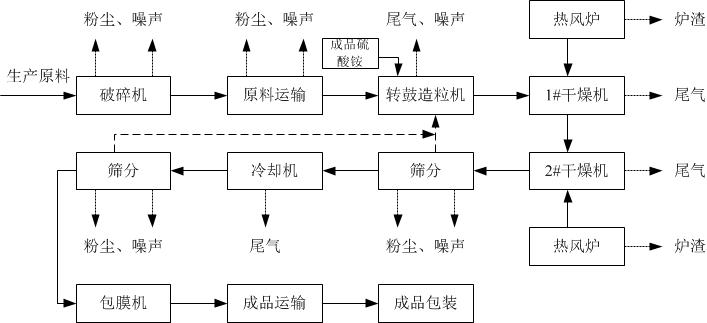 粉尘、噪声
粉尘、噪声
尾气、噪声
热风炉
炉渣
成品硫
酸铵
生产原料
破碎机
原料运输
转鼓造粒机
1#干燥机
尾气
筛分
冷却机
筛分
2#干燥机
尾气
粉尘、噪声
尾气
粉尘、噪声
热风炉
炉渣
包膜机
成品运输
成品包装